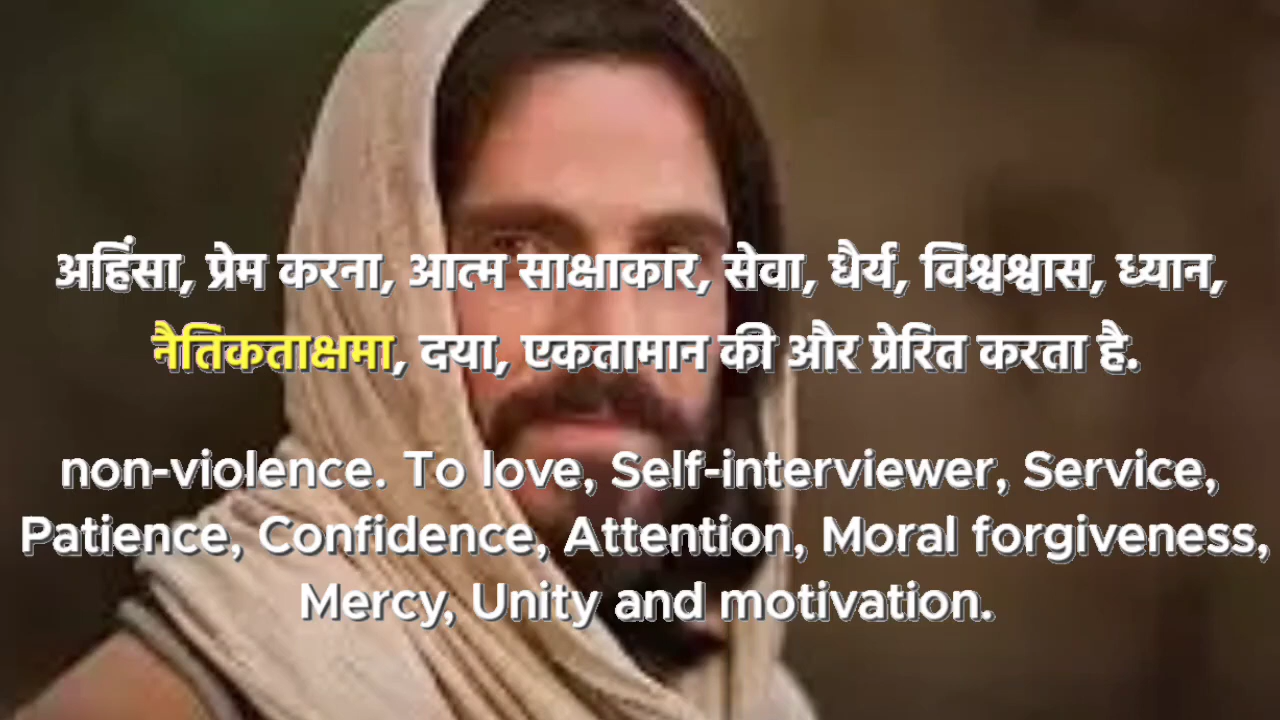 अहिंसा, प्रेम करना, आत्म साक्षाकार, सेवा, धैर्य, विश्वश्वास, ध्यान,
नैतिकताक्षमा, दया, एकतामान की और प्रेरित करता है.
non-violence. To love, Self-interviewer, Service,
Patience, Confidence, Attention, Moral forgiveness,
Mercy, Unity and motivation.